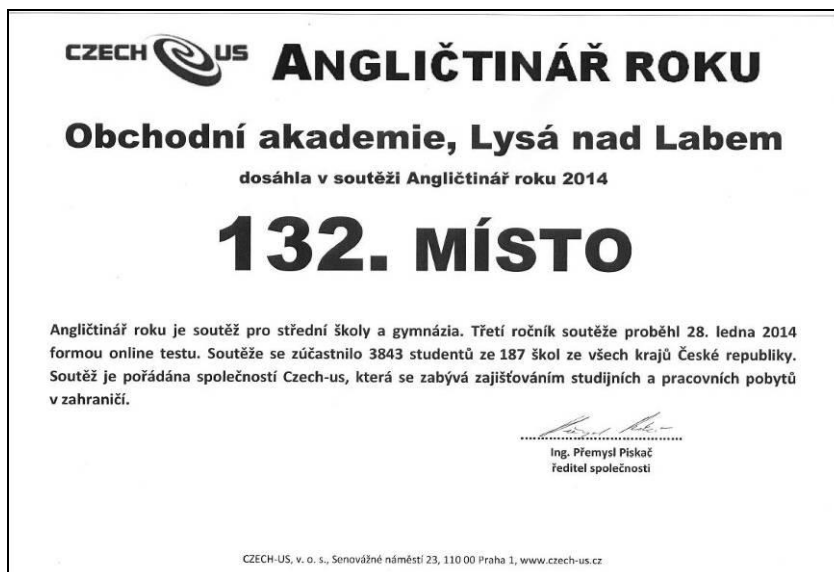 CZECH US ANGLIČTINÁŘ ROKU
Obchodní akademie, Lysá nad Labem
dosáhla v soutěži Angličtinář roku 2014
132. MÍSTO
Angličtinář roku je soutěž pro střední školy a gymnázia. Třetí ročník soutěže proběhl 28. ledna 2014
formou online testu. Soutěže se zúčastnilo 3843 studentů ze 187 škol ze všech krajů České republiky.
Soutěž je pořádána společností Czech-us, která se zabývá zajišťováním studijních a pracovních pobytů
v zahraničí.
Ing. Přemysl Piskač
ředitel společnosti
CZECH-US, v. o. s., Senovážné náměstí 23, 110 00 Praha 1, www.czech-us.cz